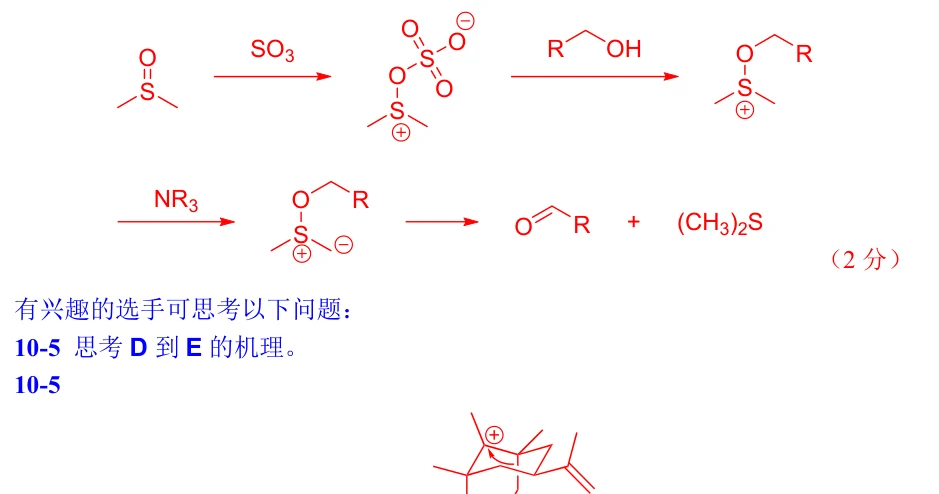 O S SO₃ O S O O⊖ O S ⊕ R OH O S ⊕ R
NR₃ O R S ⊕ ⊖ O R + (CH₃)₂S
（2 分）
有兴趣的选手可思考以下问题：
10-5 思考 D 到 E 的机理。
10-5
⊕